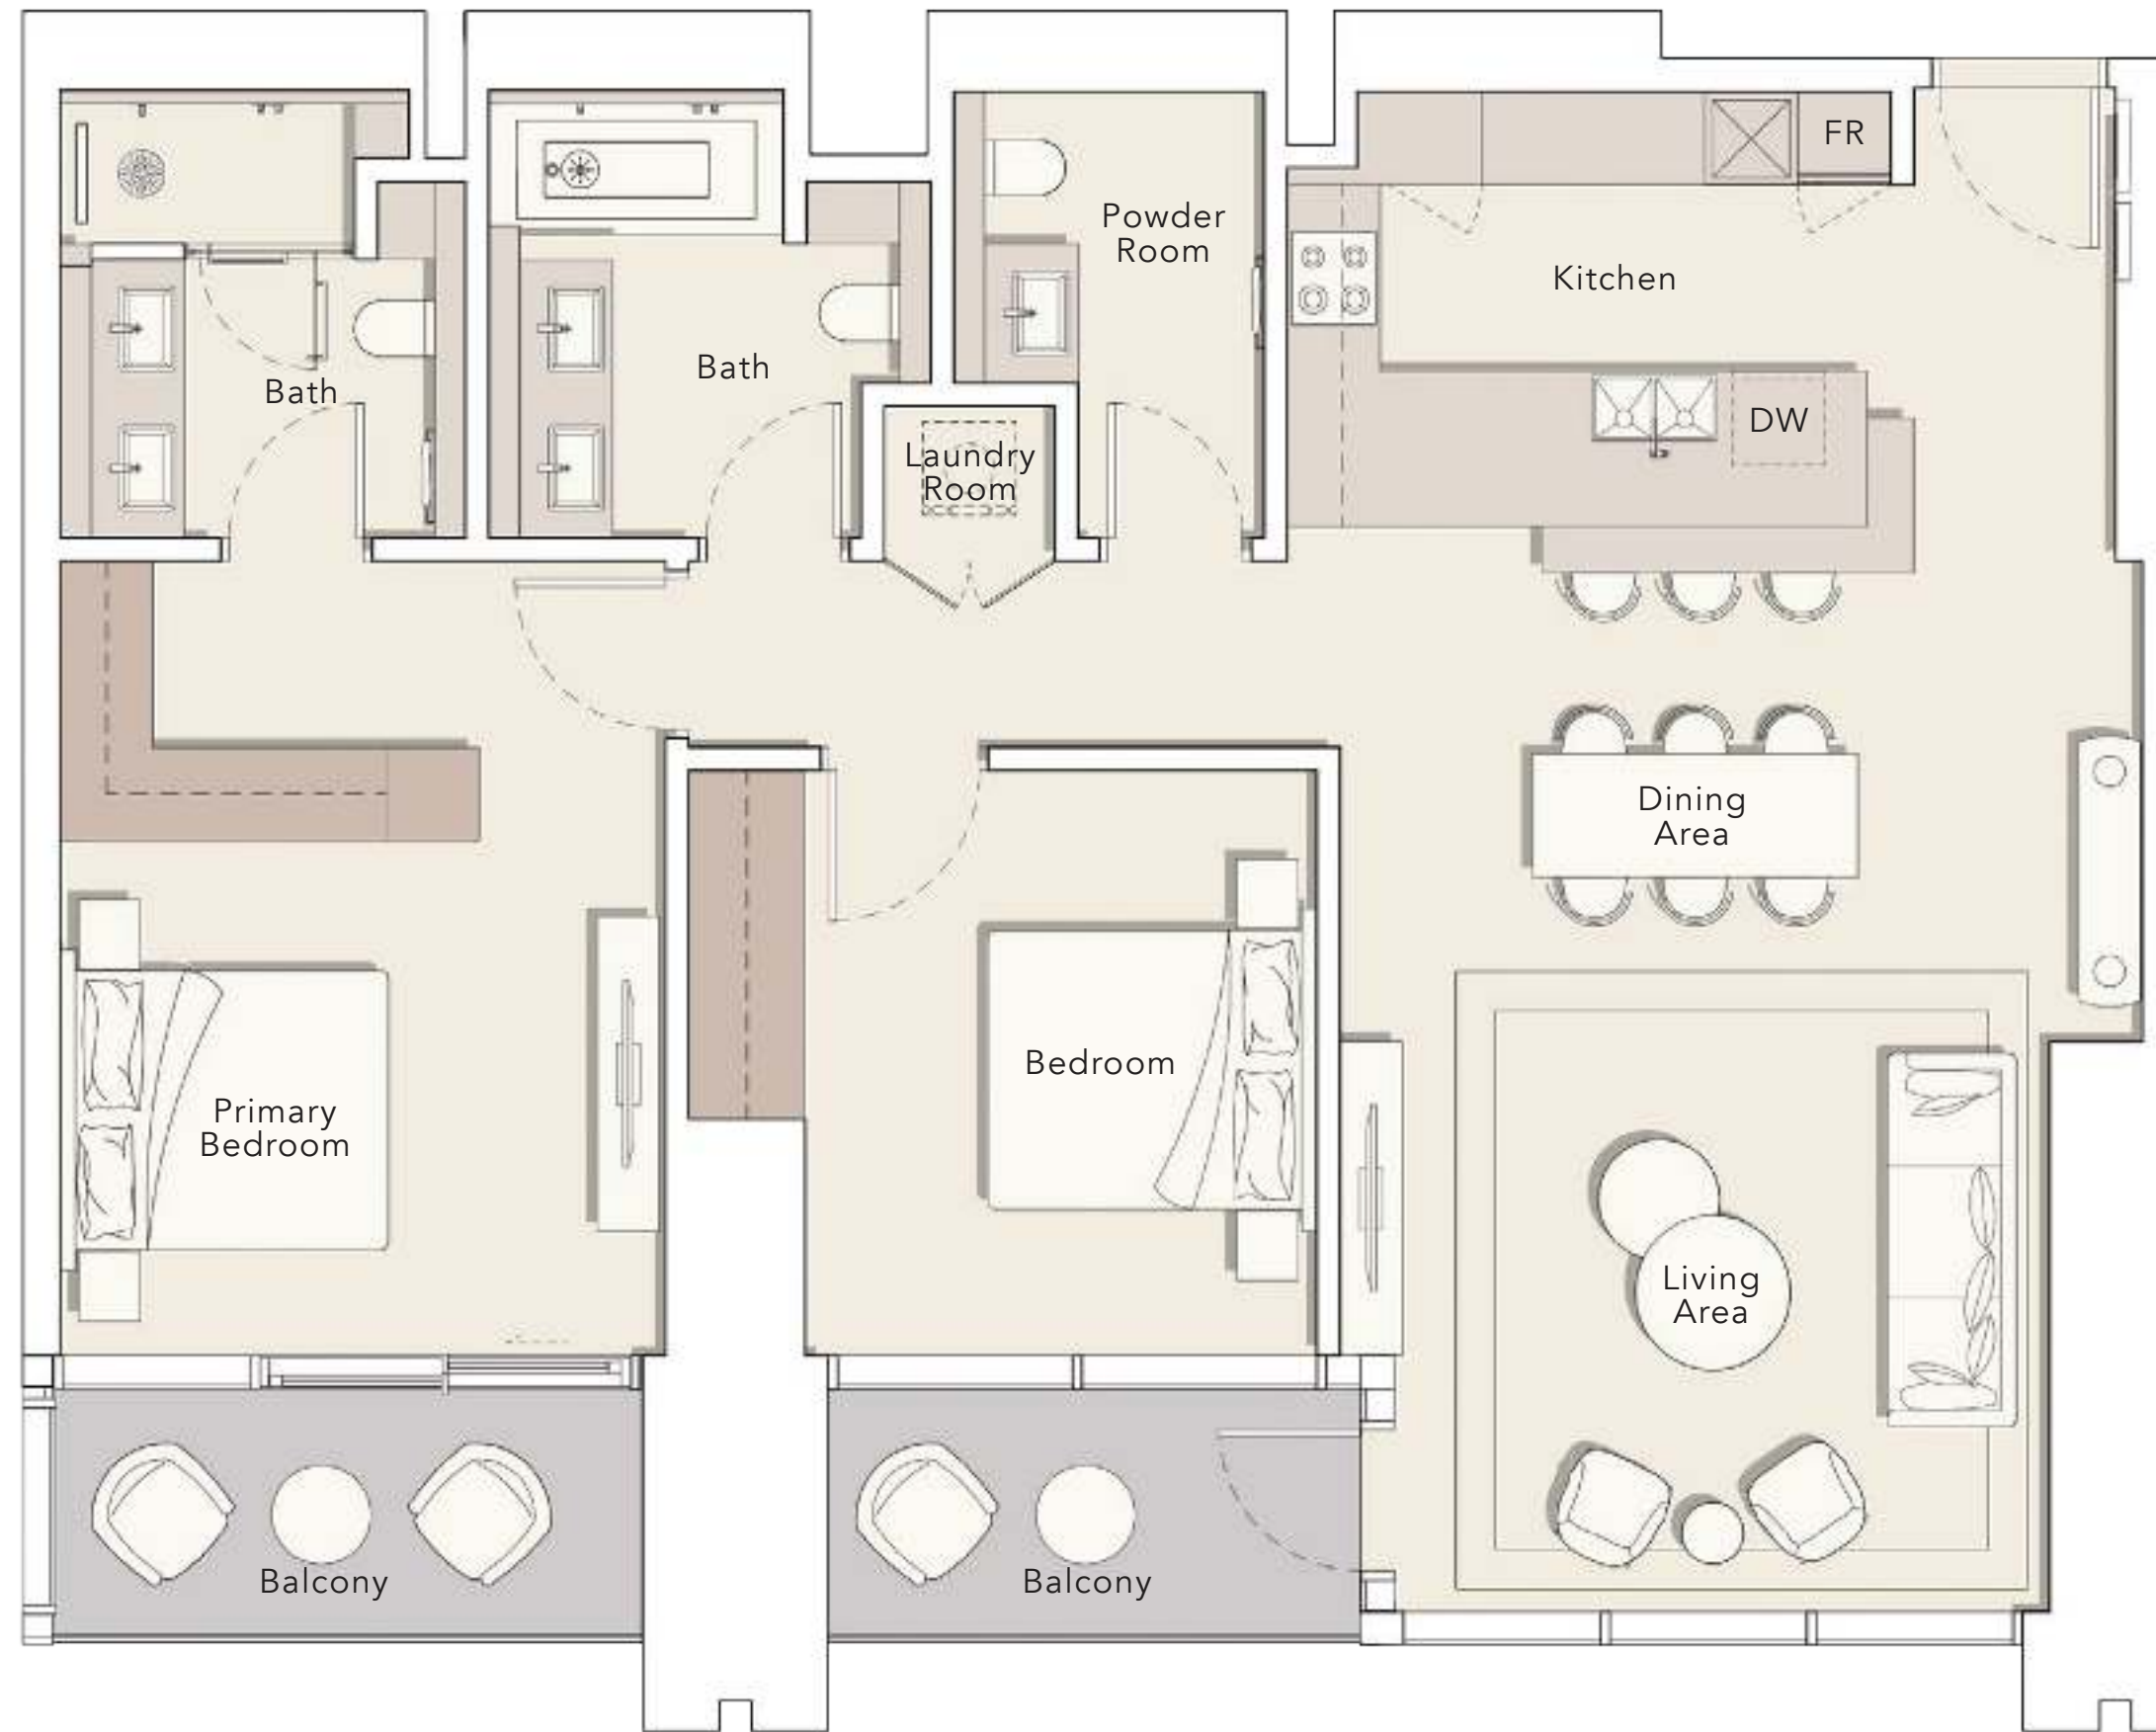 FR
Powder
Room
Kitchen
Bath
Bath
DW
Laundry
Room
Dining
Area
Bedroom
Primary
Bedroom
Living
Area
Balcony
Balcony